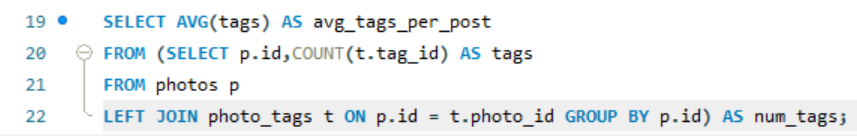 19 SELECT AVG(tags) AS avg_tags_per_post
20 FROM (SELECT p.id,COUNT(t.tag_id) AS tags
21 FROM photos p
22 LEFT JOIN photo_tags t ON p.id = t.photo_id GROUP BY p.id) AS num_tags;